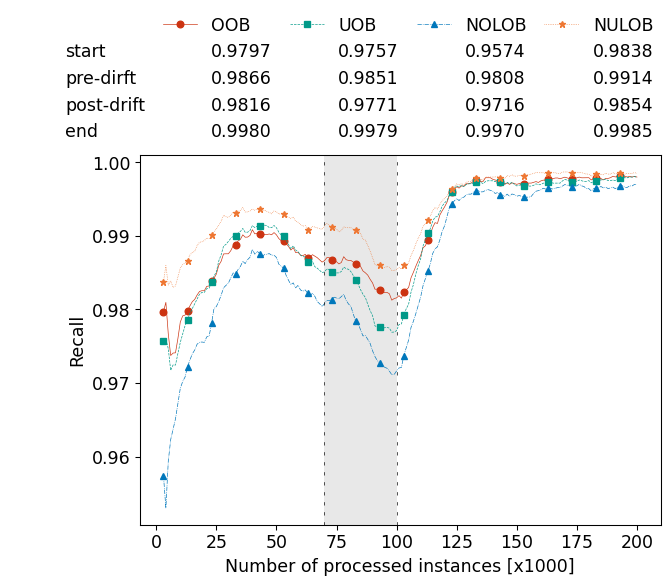 OOB UOB NOLOB NULOB
start 0.9797 0.9757 0.9574 0.9838
pre-dirft 0.9866 0.9851 0.9808 0.9914
post-drift 0.9816 0.9771 0.9716 0.9854
end 0.9980 0.9979 0.9970 0.9985
1.00
0.99
0.98
0.97
0.96
Recall
0 25 50 75 100 125 150 175 200
Number of processed instances [x1000]